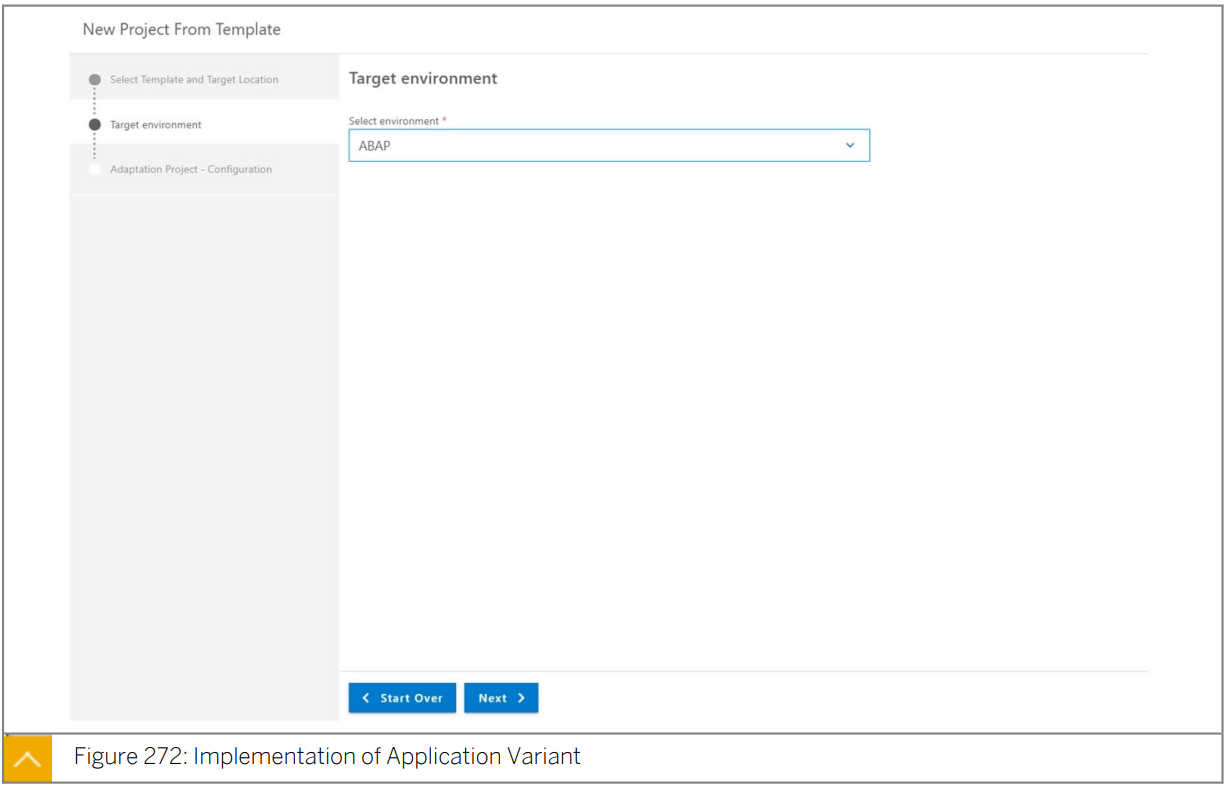 New Project From Template
Select Template and Target Location
Target environment
Adaptation Project - Configuration
Target environment
Select environment *
ABAP
Start Over
Next
Figure 272: Implementation of Application Variant